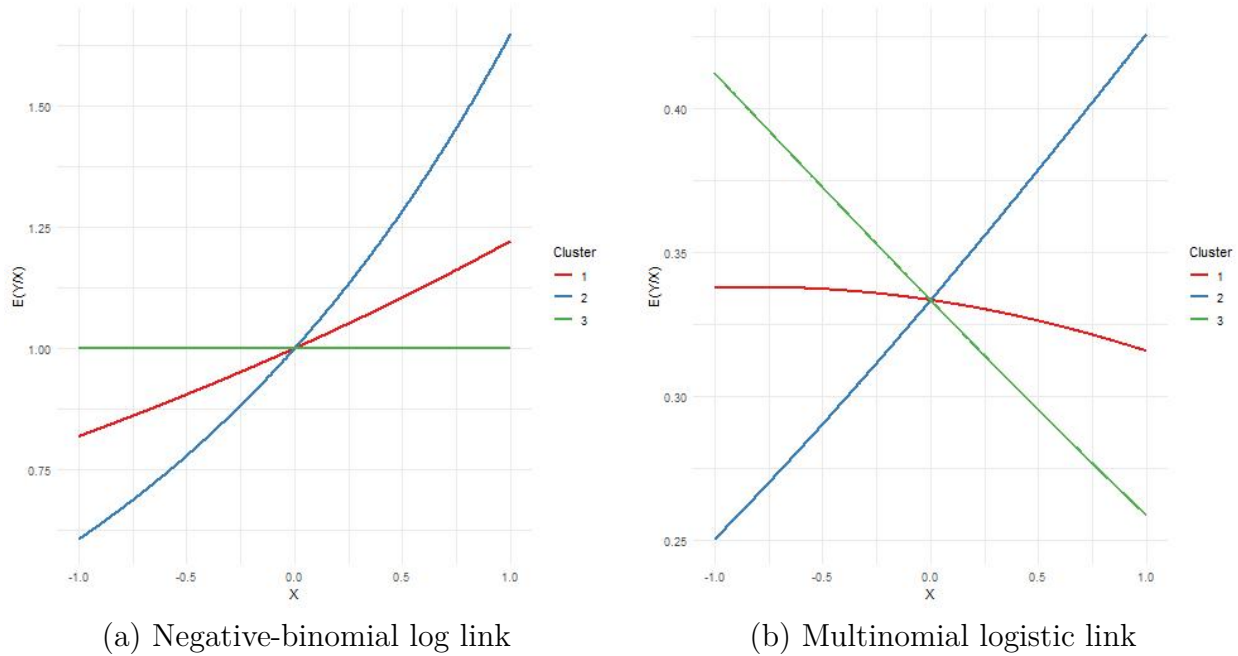 E(Y/X)
1.50
1.25
1.00
0.75
-1.0 -0.5 0.0 0.5 1.0
X
Cluster
1
2
3
(a) Negative-binomial log link
E(Y/X)
0.40
0.35
0.30
0.25
-1.0 -0.5 0.0 0.5 1.0
X
Cluster
1
2
3
(b) Multinomial logistic link